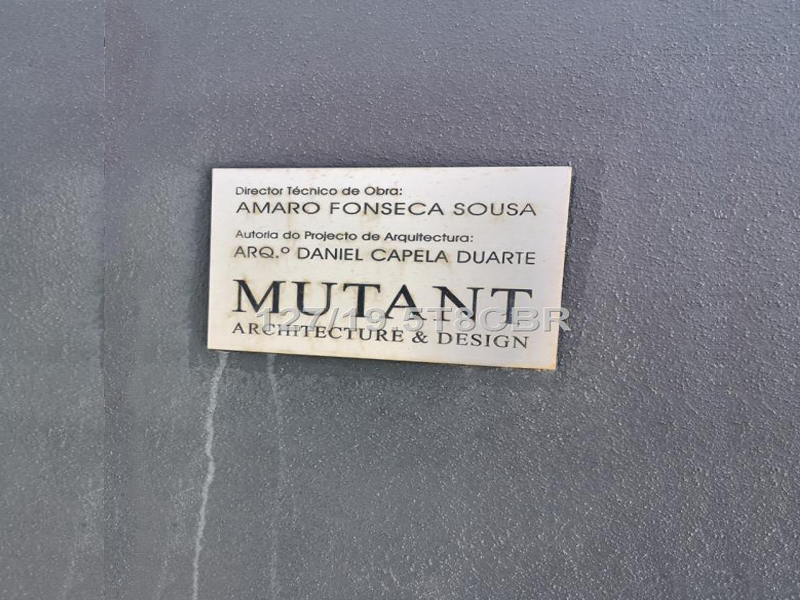 Director Técnico de Obra:
AMARO FONSECA SOUSA
Autoria do Projecto de Arquitectura:
ARQ.º DANIEL CAPELA DUARTE
MUTANT
127/19.5T8CBR
ARCHITECTURE & DESIGN